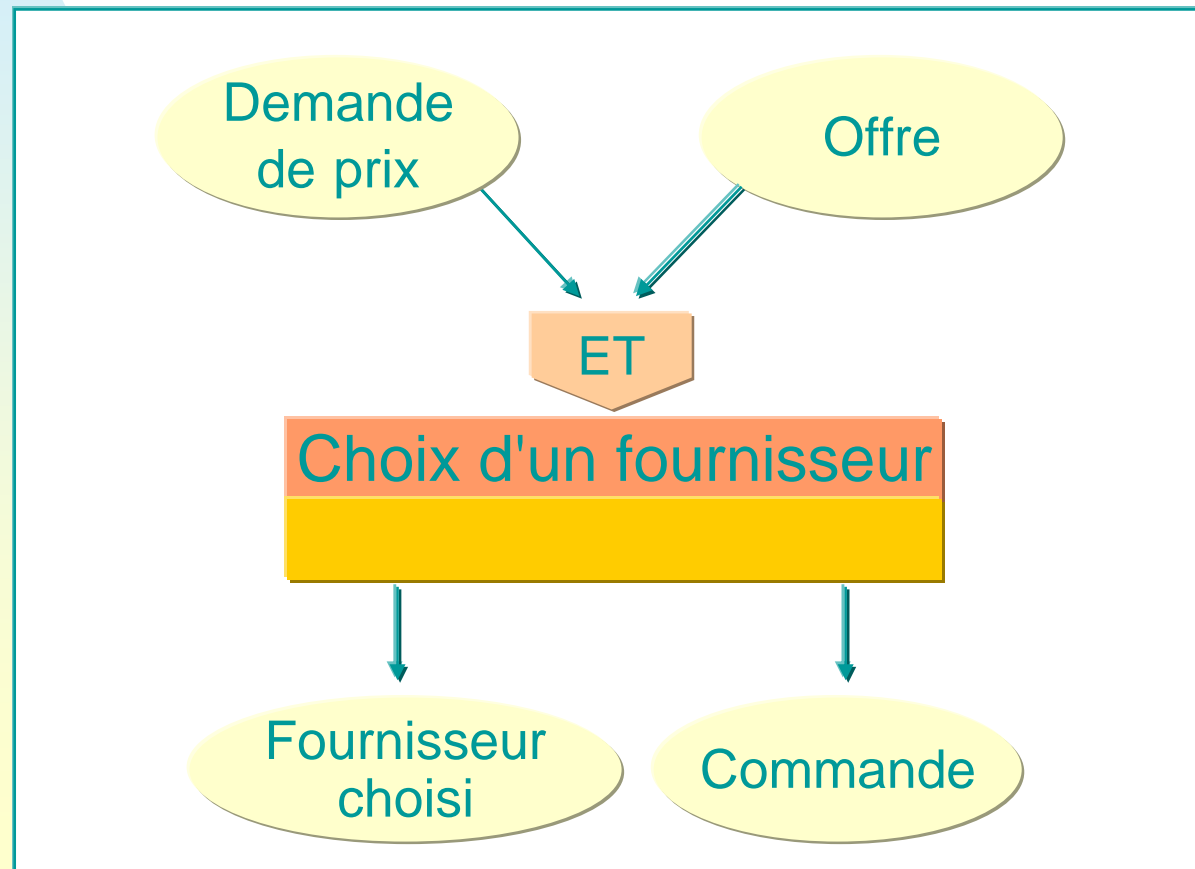 Demande
de prix
Offre
ET
Choix d'un fournisseur
Fournisseur
choisi
Commande